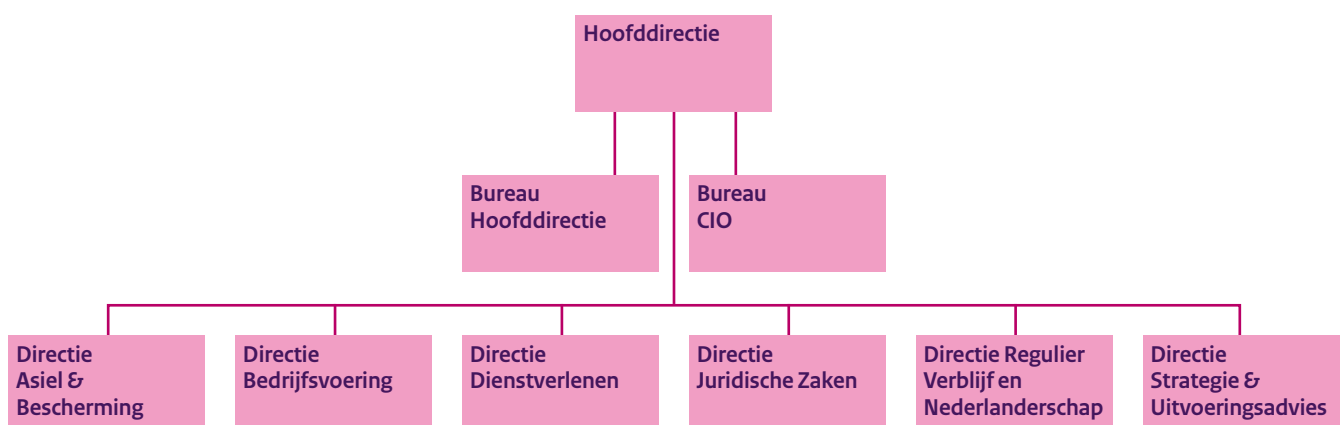 Hoofddirectie
Bureau
Hoofddirectie
Bureau
CIO
Directie
Asiel &
Bescherming
Directie
Bedrijfsvoering
Directie
Dienstverlenen
Directie
Juridische Zaken
Directie Regulier
Verblijf en
Nederlanderschap
Directie
Strategie &
Uitvoeringsadvies